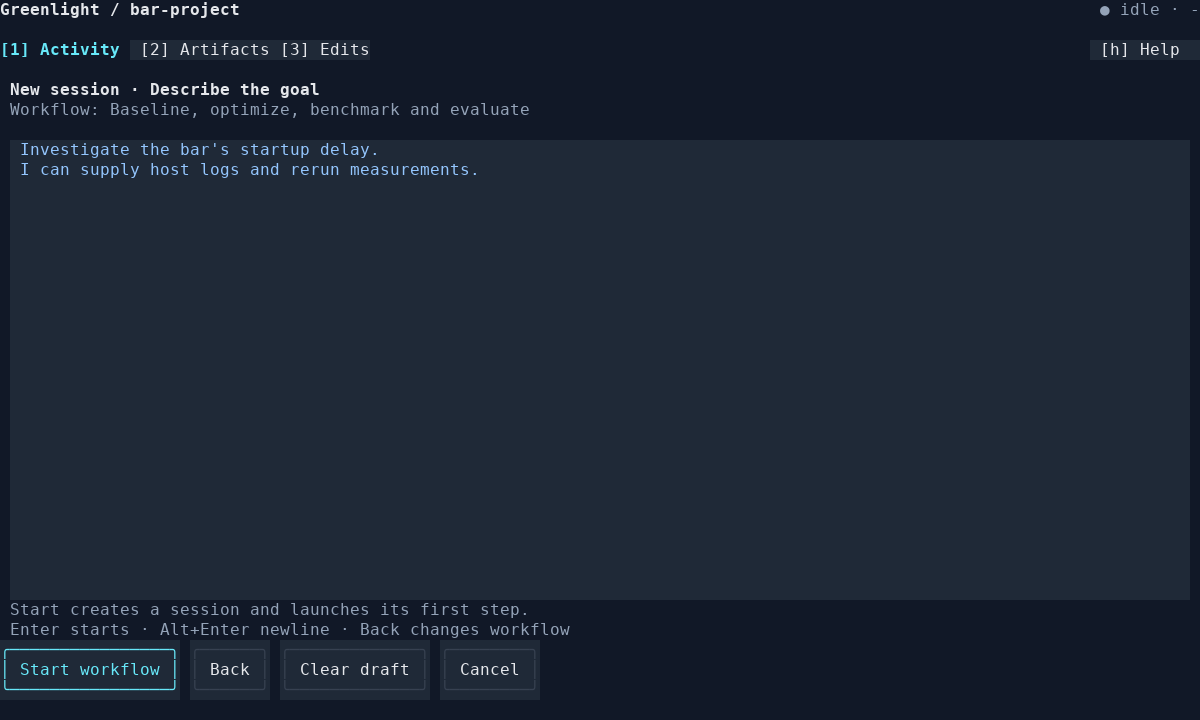 Greenlight / bar-project ● idle · -
[1] Activity [2] Artifacts [3] Edits [h] Help
New session · Describe the goal
Workflow: Baseline, optimize, benchmark and evaluate
Investigate the bar's startup delay.
I can supply host logs and rerun measurements.
Start creates a session and launches its first step.
Enter starts · Alt+Enter newline · Back changes workflow
Start workflow Back Clear draft Cancel